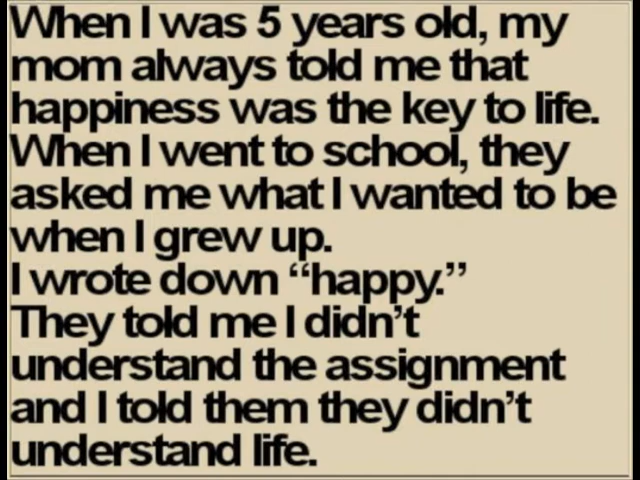 When I was 5 years old, my
mom always told me that
happiness was the key to life.
When I went to school, they
asked me what I wanted to be
when I grew up.
I wrote down “happy.”
They told me I didn’t
understand the assignment
and I told them they didn’t
understand life.